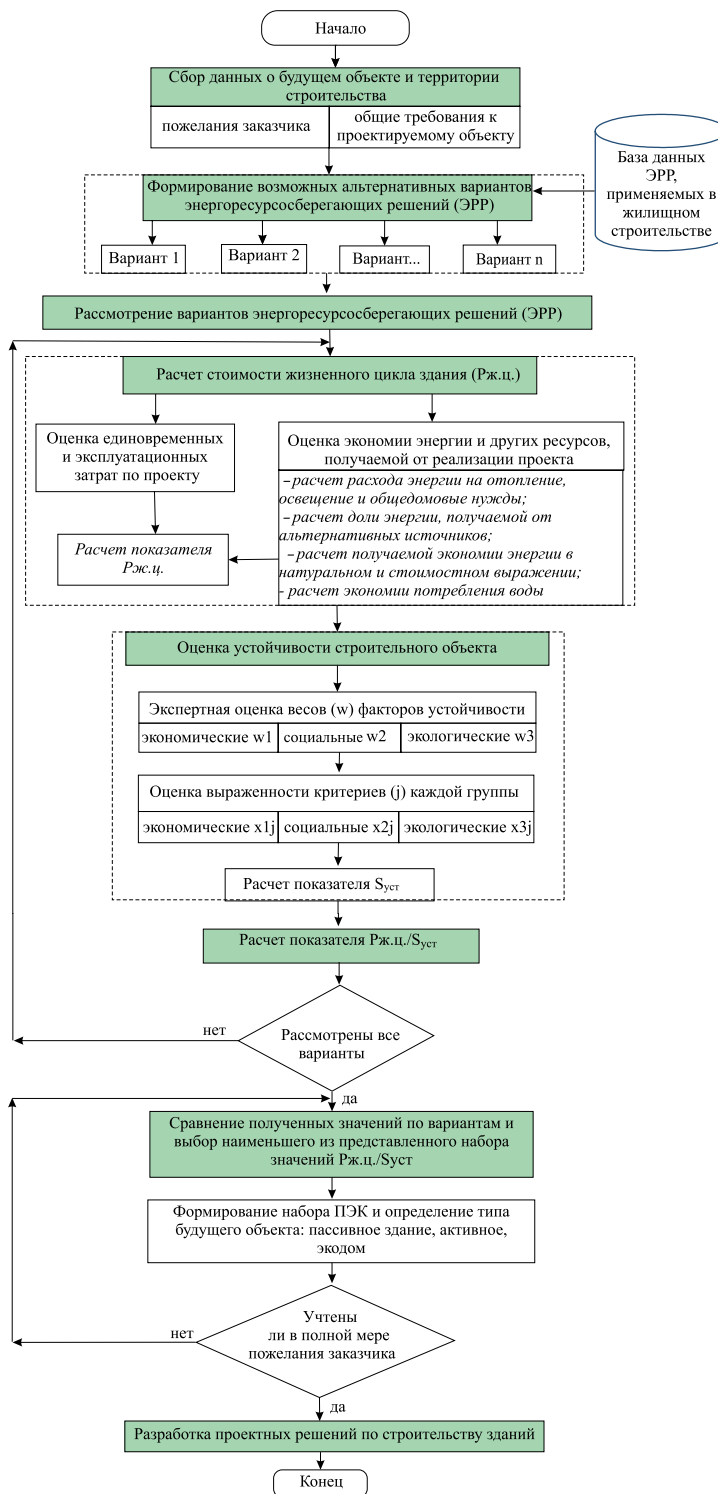 Начало
Сбор данных о будущем объекте и территории
строительства
пожелания заказчика
общие требования к
проектируемому объекту
База данных
ЭРР,
применяемых в
жилищном
строительстве
Формирование возможных альтернативных вариантов
энергоресурсосберегающих решений (ЭРР)
Вариант 1
Вариант 2
Вариант...
Вариант n
Рассмотрение вариантов энергоресурсосберегающих решений (ЭРР)
Расчет стоимости жизненного цикла здания (Рж.ц.)
Оценка единовременных
и эксплуатационных
затрат по проекту
Расчет показателя
Рж.ц.
Оценка экономии энергии и других ресурсов,
получаемой от реализации проекта
– расчет расхода энергии на отопление,
освещение и общедомовые нужды;
– расчет доли энергии, получаемой от
альтернативных источников;
– расчет получаемой экономии энергии в
натуральном и стоимостном выражении;
- расчет экономии потребления воды
Оценка устойчивости строительного объекта
Экспертная оценка весов (w) факторов устойчивости
экономические w1
социальные w2
экологические w3
Оценка выраженности критериев (j) каждой группы
экономические x1j
социальные x2j
экологические x3j
Расчет показателя Sуст
Расчет показателя Рж.ц./Sуст
нет
Рассмотрены все
варианты
да
Сравнение полученных значений по вариантам и
выбор наименьшего из представленного набора
значений Рж.ц./Sуст
Формирование набора ПЭК и определение типа
будущего объекта: пассивное здание, активное,
экодом
нет
Учтены
ли в полной мере
пожелания заказчика
да
Разработка проектных решений по строительству зданий
Конец